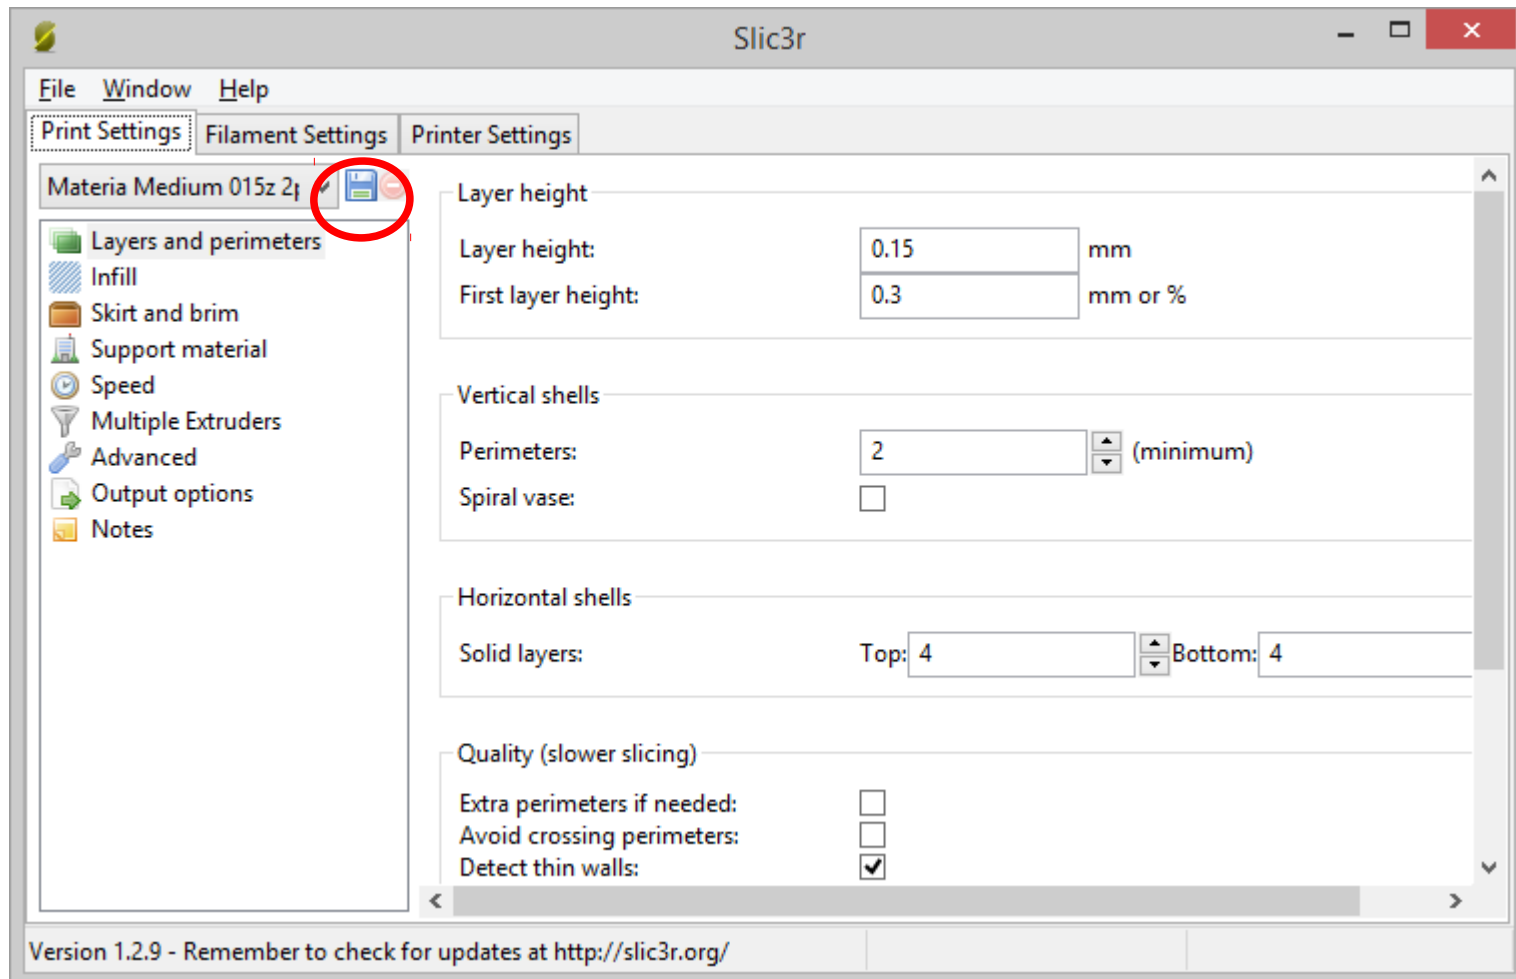 Slic3r
File Window Help
Print Settings Filament Settings Printer Settings
Materia Medium 015z
Layers and perimeters
Infill
Skirt and brim
Support material
Speed
Multiple Extruders
Advanced
Output options
Notes
Layer height
Layer height: 0.15 mm
First layer height: 0.3 mm or %
Vertical shells
Perimeters: 2 (minimum)
Spiral vase:
Horizontal shells
Solid layers: Top: 4 Bottom: 4
Quality (slower slicing)
Extra perimeters if needed:
Avoid crossing perimeters:
Detect thin walls:
Version 1.2.9 - Remember to check for updates at http://slic3r.org/